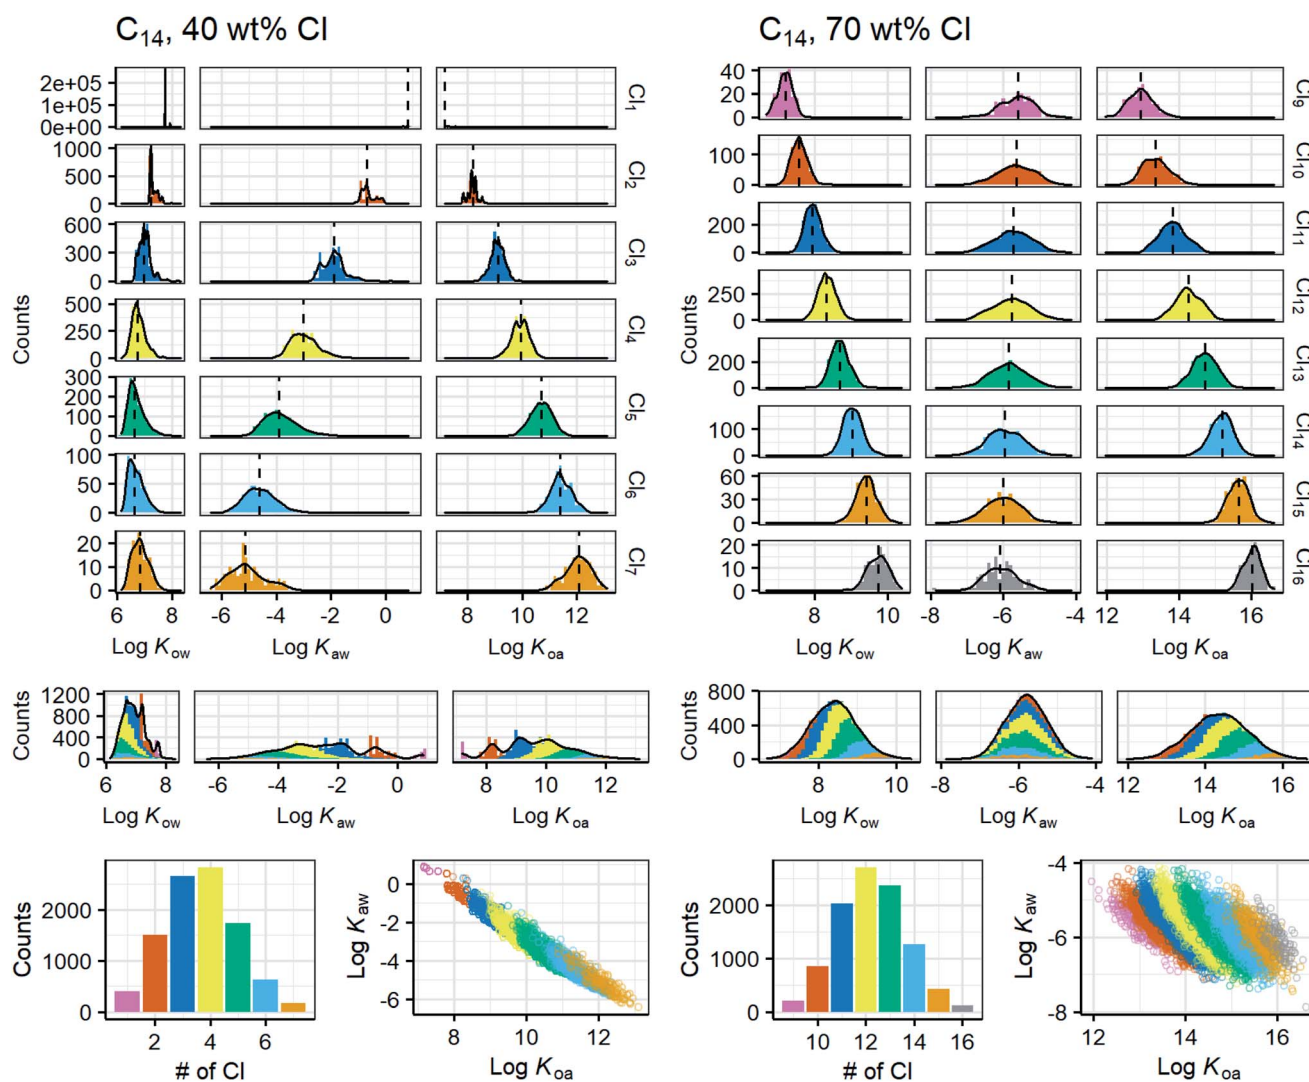 C14, 40 wt% Cl
C14, 70 wt% Cl
2e+05
1e+05
0e+00
Cl1
1000
500
0
Cl2
600
300
0
Cl3
500
250
0
Cl4
300
200
100
0
Cl5
100
50
0
Cl6
20
10
0
Cl7
Counts
6 8
-6 -4 -2 0
10 12
Log Kow
Log Kaw
Log Koa
40
20
0
Cl9
100
0
Cl10
200
0
Cl11
250
0
Cl12
200
0
Cl13
100
0
Cl14
60
30
0
Cl15
20
10
0
Cl16
Counts
8 10
-8 -7 -6 -5 -4
12 14 16
Log Kow
Log Kaw
Log Koa
1200
800
400
0
Counts
6 7 8
-6 -4 -2 0
8 10 12
Log Kow
Log Kaw
Log Koa
800
400
0
Counts
8 10
-8 -6 -5 -4
12 14 15
Log Kow
Log Kaw
Log Koa
2000
1000
0
Counts
2 4 6
# of Cl
0
-2
-4
-6
Log Kaw
8 10 12
Log Koa
2000
1000
0
Counts
10 12 14 16
# of Cl
-4
-6
-8
Log Kaw
12 14 16
Log Koa